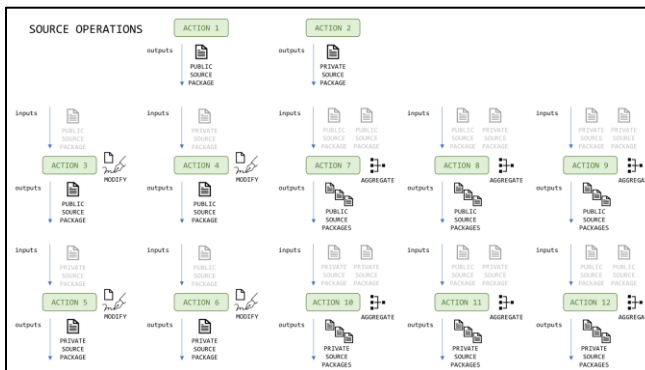 SOURCE OPERATIONS
ACTION 1
ACTION 2
outputs
PUBLIC
SOURCE
PACKAGE
outputs
PRIVATE
SOURCE
PACKAGE
inputs
PUBLIC
SOURCE
PACKAGE
inputs
PRIVATE
SOURCE
PACKAGE
inputs
PUBLIC PUBLIC
SOURCE SOURCE
PACKAGE PACKAGE
inputs
PUBLIC PRIVATE
SOURCE SOURCE
PACKAGE PACKAGE
inputs
PRIVATE PRIVATE
SOURCE SOURCE
PACKAGE PACKAGE
ACTION 3
MODIFY
ACTION 4
MODIFY
ACTION 7
AGGREGATE
ACTION 8
AGGREGATE
ACTION 9
AGGREGATE
outputs
PUBLIC
SOURCE
PACKAGE
outputs
PUBLIC
SOURCE
PACKAGE
outputs
PUBLIC
SOURCE
PACKAGES
outputs
PUBLIC
SOURCE
PACKAGES
outputs
PUBLIC
SOURCE
PACKAGES
inputs
PRIVATE
SOURCE
PACKAGE
inputs
PUBLIC
SOURCE
PACKAGE
inputs
PRIVATE PRIVATE
SOURCE SOURCE
PACKAGE PACKAGE
inputs
PUBLIC PRIVATE
SOURCE SOURCE
PACKAGE PACKAGE
inputs
PUBLIC PUBLIC
SOURCE SOURCE
PACKAGE PACKAGE
ACTION 5
MODIFY
ACTION 6
MODIFY
ACTION 10
AGGREGATE
ACTION 11
AGGREGATE
ACTION 12
AGGREGATE
outputs
PRIVATE
SOURCE
PACKAGE
outputs
PRIVATE
SOURCE
PACKAGE
outputs
PRIVATE
SOURCE
PACKAGES
outputs
PRIVATE
SOURCE
PACKAGES
outputs
PRIVATE
SOURCE
PACKAGES